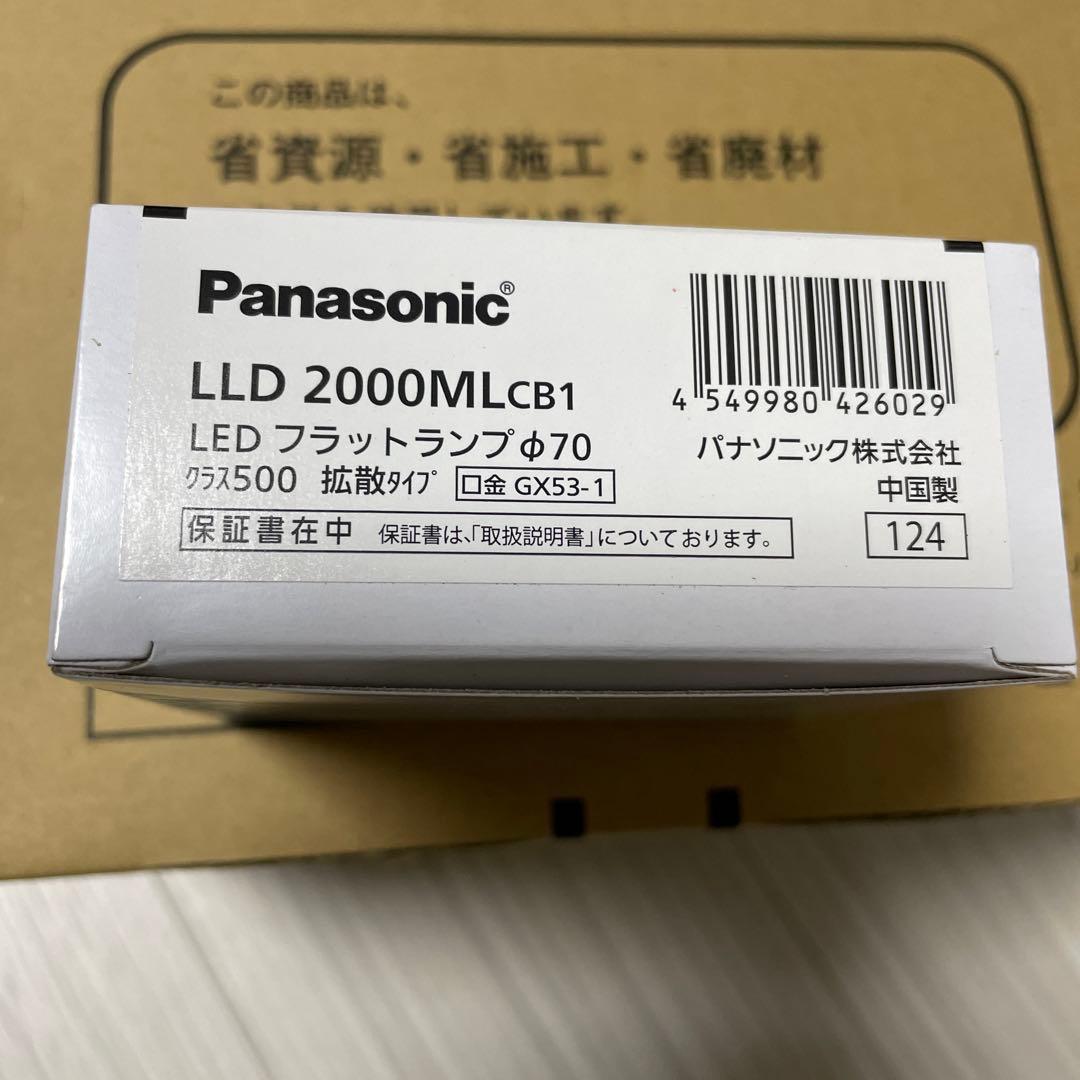 この商品は、
省資源・省施工・省廃材
Panasonic®
LLD 2000MLCB1
LED フラットランプφ70
クラス500 拡散タイプ 口金 GX53-1
保証書在中 保証書は、「取扱説明書」についております。
4 549980 426029
パナソニック株式会社
中国製
124